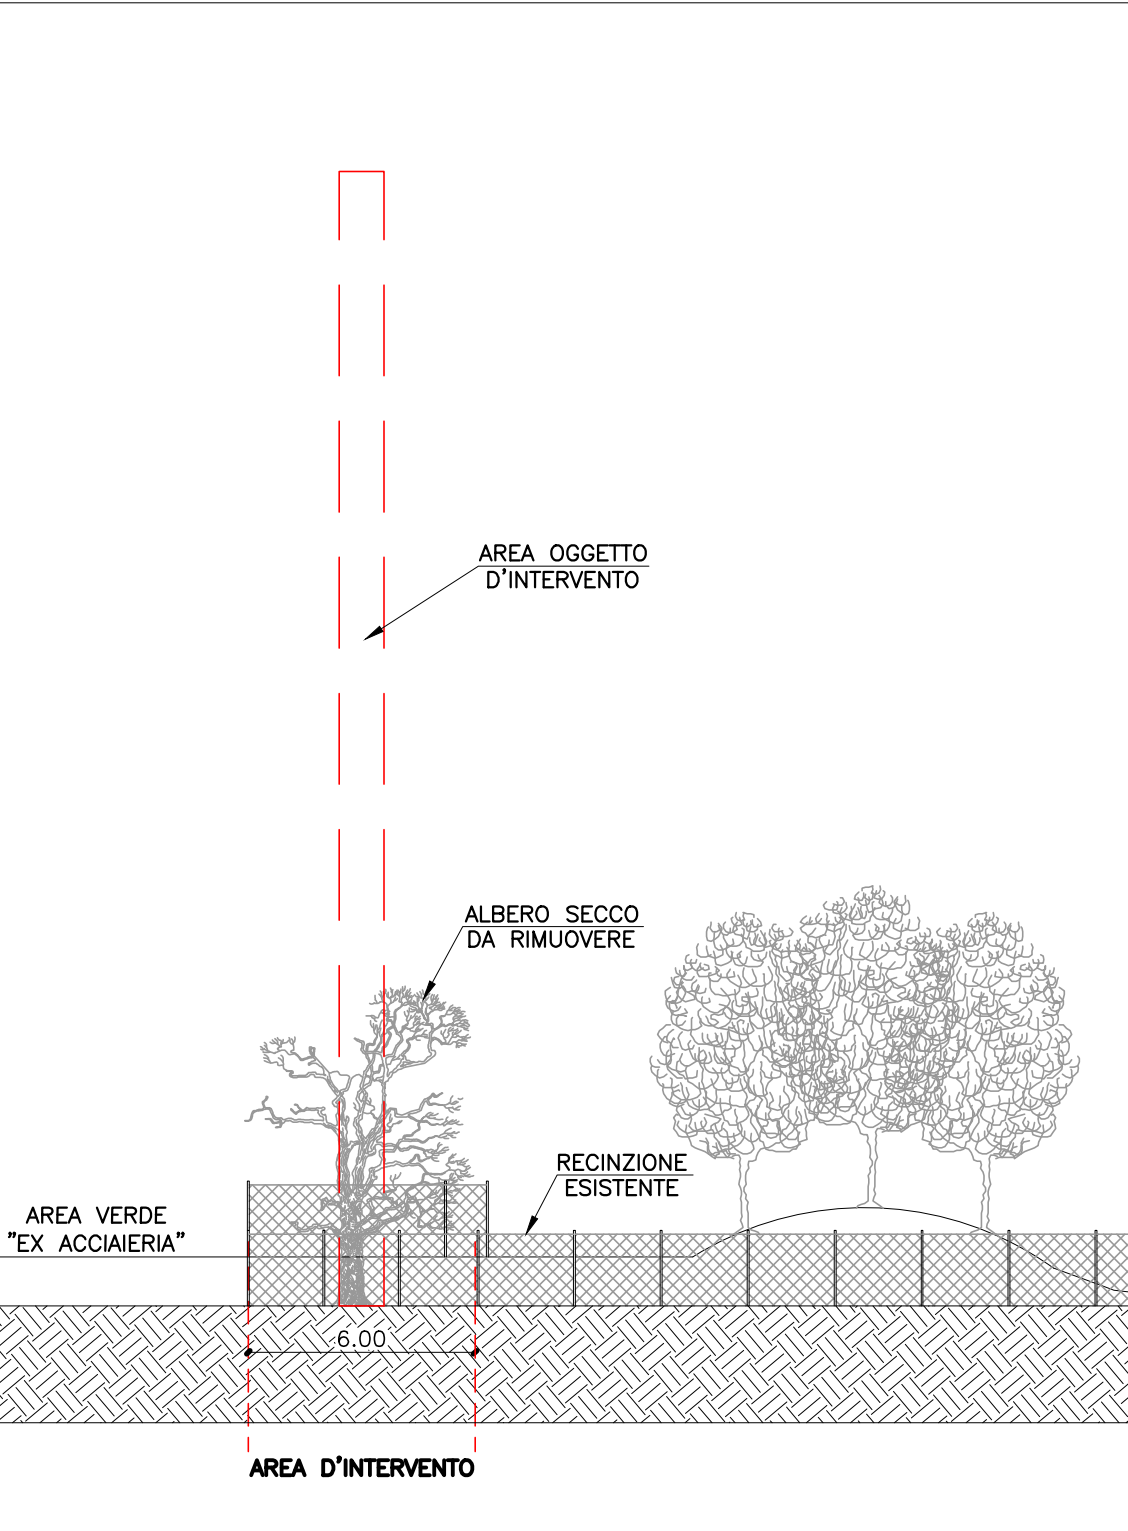 AREA OGGETTO
D'INTERVENTO
ALBERO SECCO
DA RIMUOVERE
RECINZIONE
ESISTENTE
AREA VERDE
"EX ACCIAIERIA"
6.00
AREA D'INTERVENTO